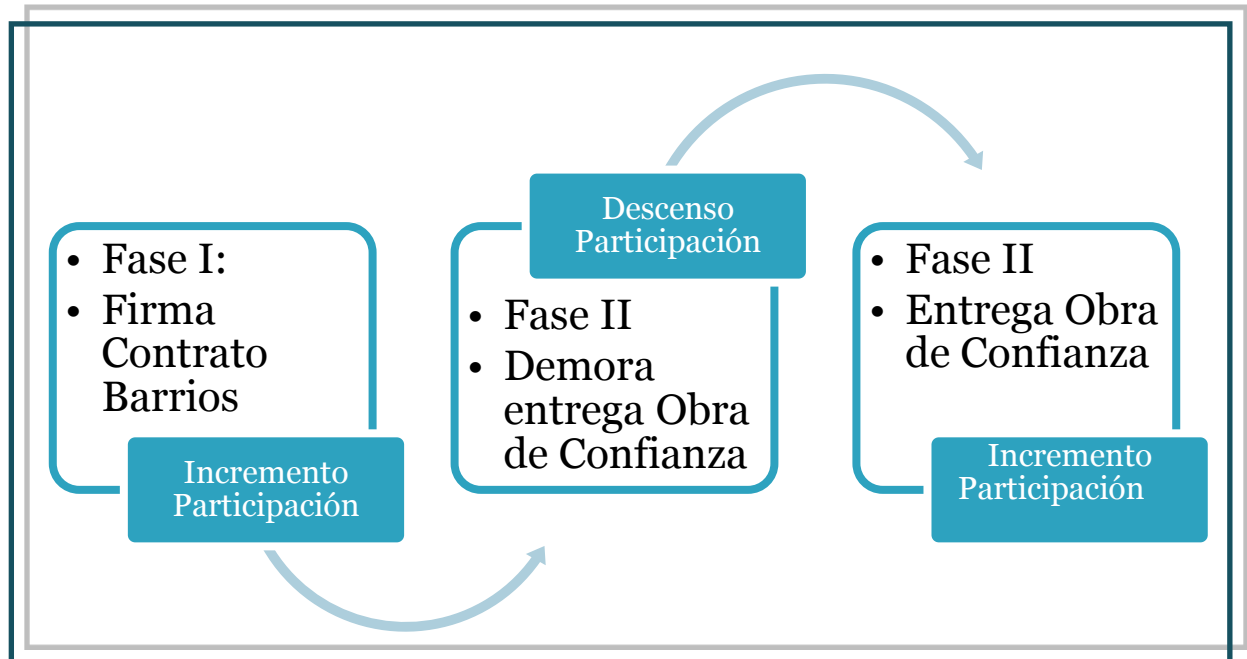 • Fase I:
• Firma
Contrato
Barrios
Incremento
Participación
Descenso
Participación
• Fase II
• Demora
entrega Obra
de Confianza
• Fase II
• Entrega Obra
de Confianza
Incremento
Participación